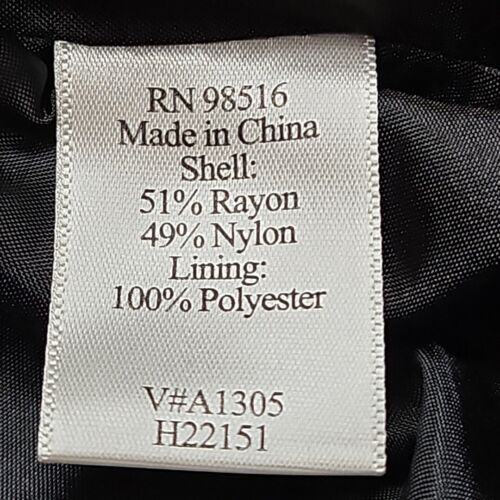 RN 98516
Made in China
Shell:
51% Rayon
49% Nylon
Lining:
100% Polyester
V#A1305
H22151